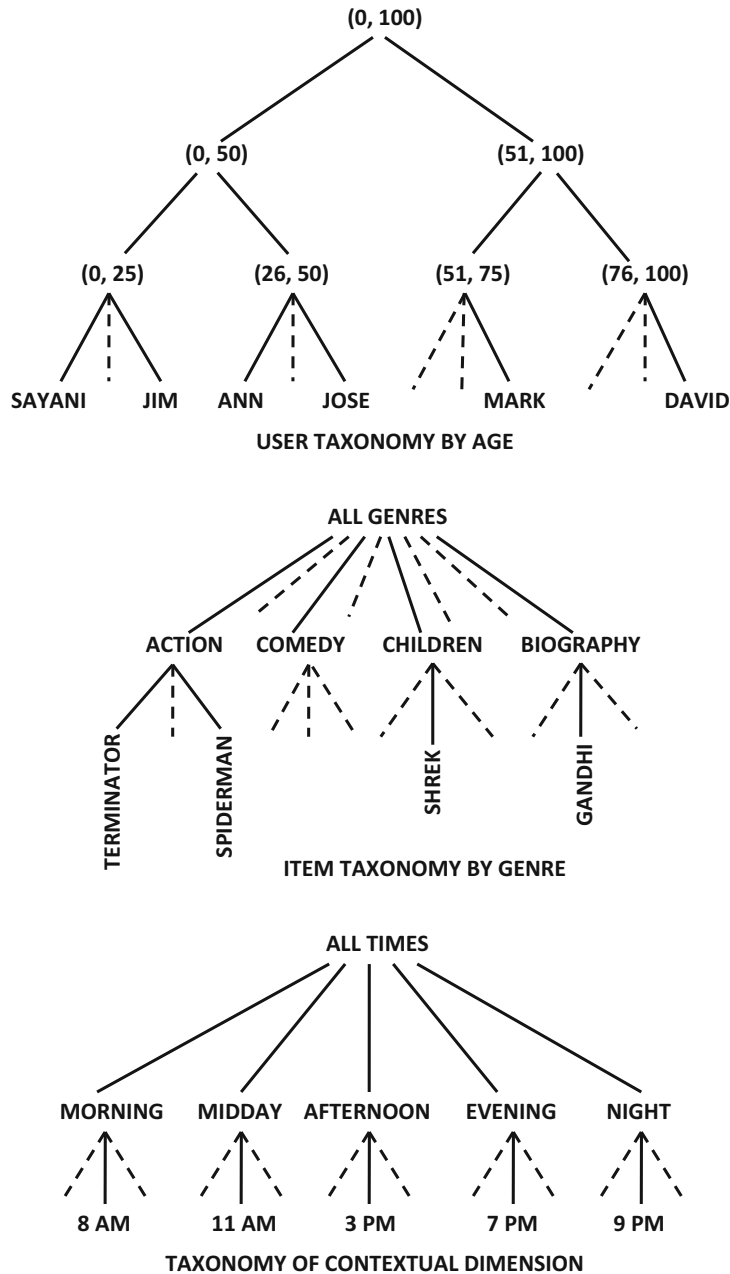 (0, 100)
(0, 50) (51, 100)
(0, 25) (26, 50) (51, 75) (76, 100)
SAYANI JIM ANN JOSE MARK DAVID
USER TAXONOMY BY AGE
ALL GENRES
ACTION COMEDY CHILDREN BIOGRAPHY
TERMINATOR SPIDERMAN SHREK GANDHI
ITEM TAXONOMY BY GENRE
ALL TIMES
MORNING MIDDAY AFTERNOON EVENING NIGHT
8 AM 11 AM 3 PM 7 PM 9 PM
TAXONOMY OF CONTEXTUAL DIMENSION